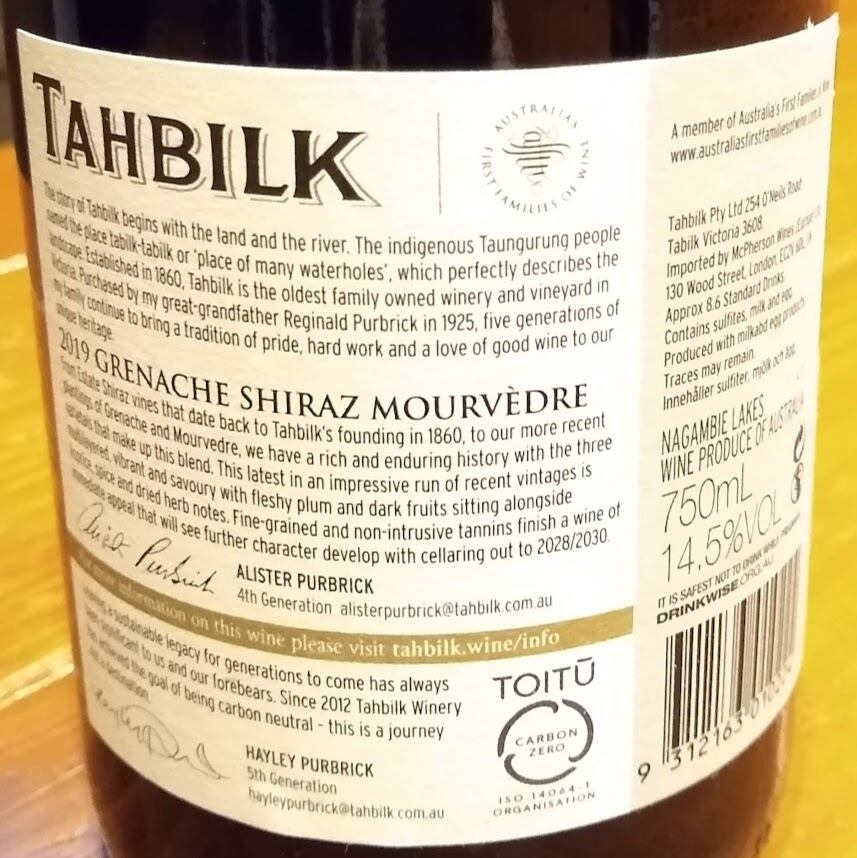 TAHBILK
AUSTRALIA'S
FIRST FAMILIES OF WINE
The story of Tahbilk begins with the land and the river. The indigenous Taungurung people
named the place tabilk-tabilk or 'place of many waterholes', which perfectly describes the
landscape. Established in 1860, Tahbilk is the oldest family owned winery and vineyard in
Victoria. Purchased by my great-grandfather Reginald Purbrick in 1925, five generations of
my family continue to bring a tradition of pride, hard work and a love of good wine to our
unique heritage.
2019 GRENACHE SHIRAZ MOURVÈDRE
From Estate Shiraz vines that date back to Tahbilk's founding in 1860, to our more recent
plantings of Grenache and Mourvedre, we have a rich and enduring history with the three
varietals that make up this blend. This latest in an impressive run of recent vintages is
multilayered, vibrant and savoury with fleshy plum and dark fruits sitting alongside
licorice, spice and dried herb notes. Fine-grained and non-intrusive tannins finish a wine of
immediate appeal that will see further character develop with cellaring out to 2028/2030.
Alister Purbrick
ALISTER PURBRICK
4th Generation alisterpurbrick@tahbilk.com.au
For more information on this wine please visit tahbilk.wine/info
a sustainable legacy for generations to come has always
been significant to us and our forebears. Since 2012 Tahbilk Winery
has achieved the goal of being carbon neutral - this is a journey
not a destination.
HAYLEY PURBRICK
5th Generation
hayleypurbrick@tahbilk.com.au
TOITŪ
CARBON
ZERO
ISO 14064-1
ORGANISATION
A member of Australia's First Families of Wine
www.australiasfirstfamiliesofwine.com.au
Tahbilk Pty Ltd 254 O'Neils Road
Tabilk Victoria 3608.
Imported by McPherson Wines (Europe)
130 Wood Street, London, EC2V 6DL,
Approx 8.6 Standard Drinks.
Contains sulfites, milk and egg.
Produced with milk and egg products.
Traces may remain.
Innehåller sulfiter, mjölk och ägg.
NAGAMBIE LAKES
WINE PRODUCE OF AUSTRALIA
750mL
14.5%VOL
IT IS SAFEST NOT TO DRINK WHILE PREGNANT
DRINKWISE.ORG.AU
9 312163